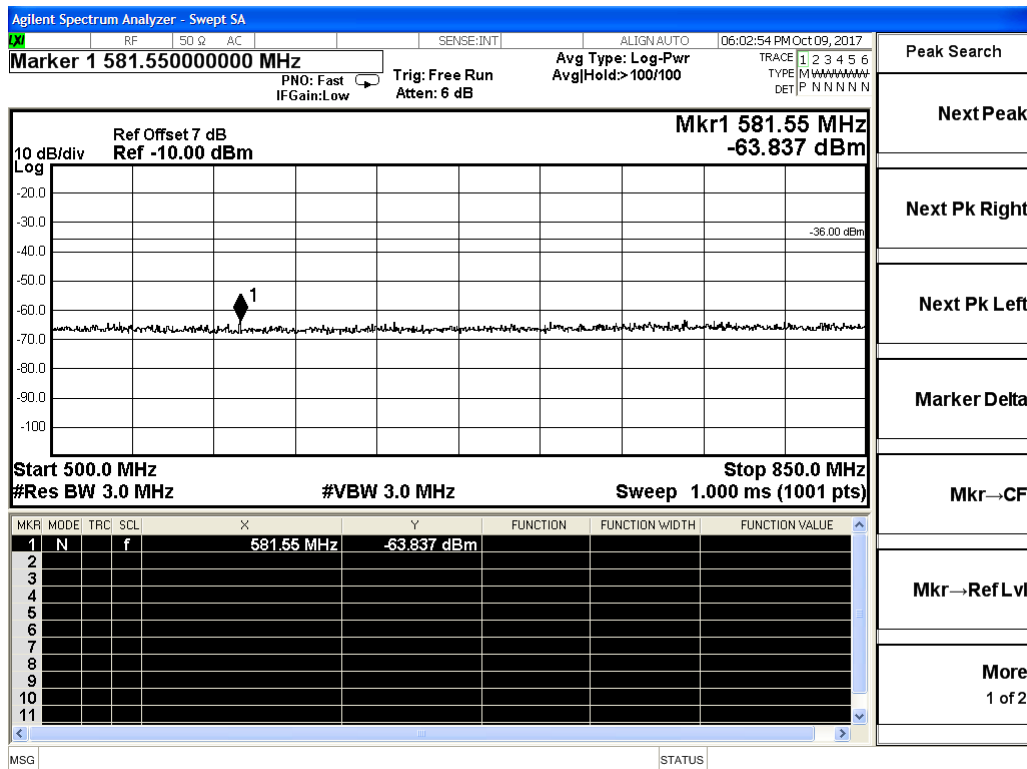 Agilent Spectrum Analyzer - Swept SA
LXI RF 50 Ω AC SENSE:INT ALIGN AUTO 06:02:54 PM Oct 09, 2017
Marker 1 581.550000000 MHz
PNO: Fast
IFGain:Low
Trig: Free Run
Atten: 6 dB
Avg Type: Log-Pwr
Avg|Hold:> 100/100
TRACE 1 2 3 4 5 6
TYPE M W W W W W
DET P N N N N N
Peak Search
Next Peak
Next Pk Right
Next Pk Left
Marker Delta
Mkr→CF
Mkr→Ref Lvl
More
1 of 2
Mkr1 581.55 MHz
-63.837 dBm
Ref Offset 7 dB
10 dB/div Ref -10.00 dBm
Log
-20.0
-30.0
-36.00 dBm
-40.0
-50.0
1
-60.0
-70.0
-80.0
-90.0
-100
Start 500.0 MHz Stop 850.0 MHz
#Res BW 3.0 MHz #VBW 3.0 MHz Sweep 1.000 ms (1001 pts)
MKR MODE TRC SCL X Y FUNCTION FUNCTION WIDTH FUNCTION VALUE
1 N f 581.55 MHz -63.837 dBm
2
3
4
5
6
7
8
9
10
11
MSG STATUS